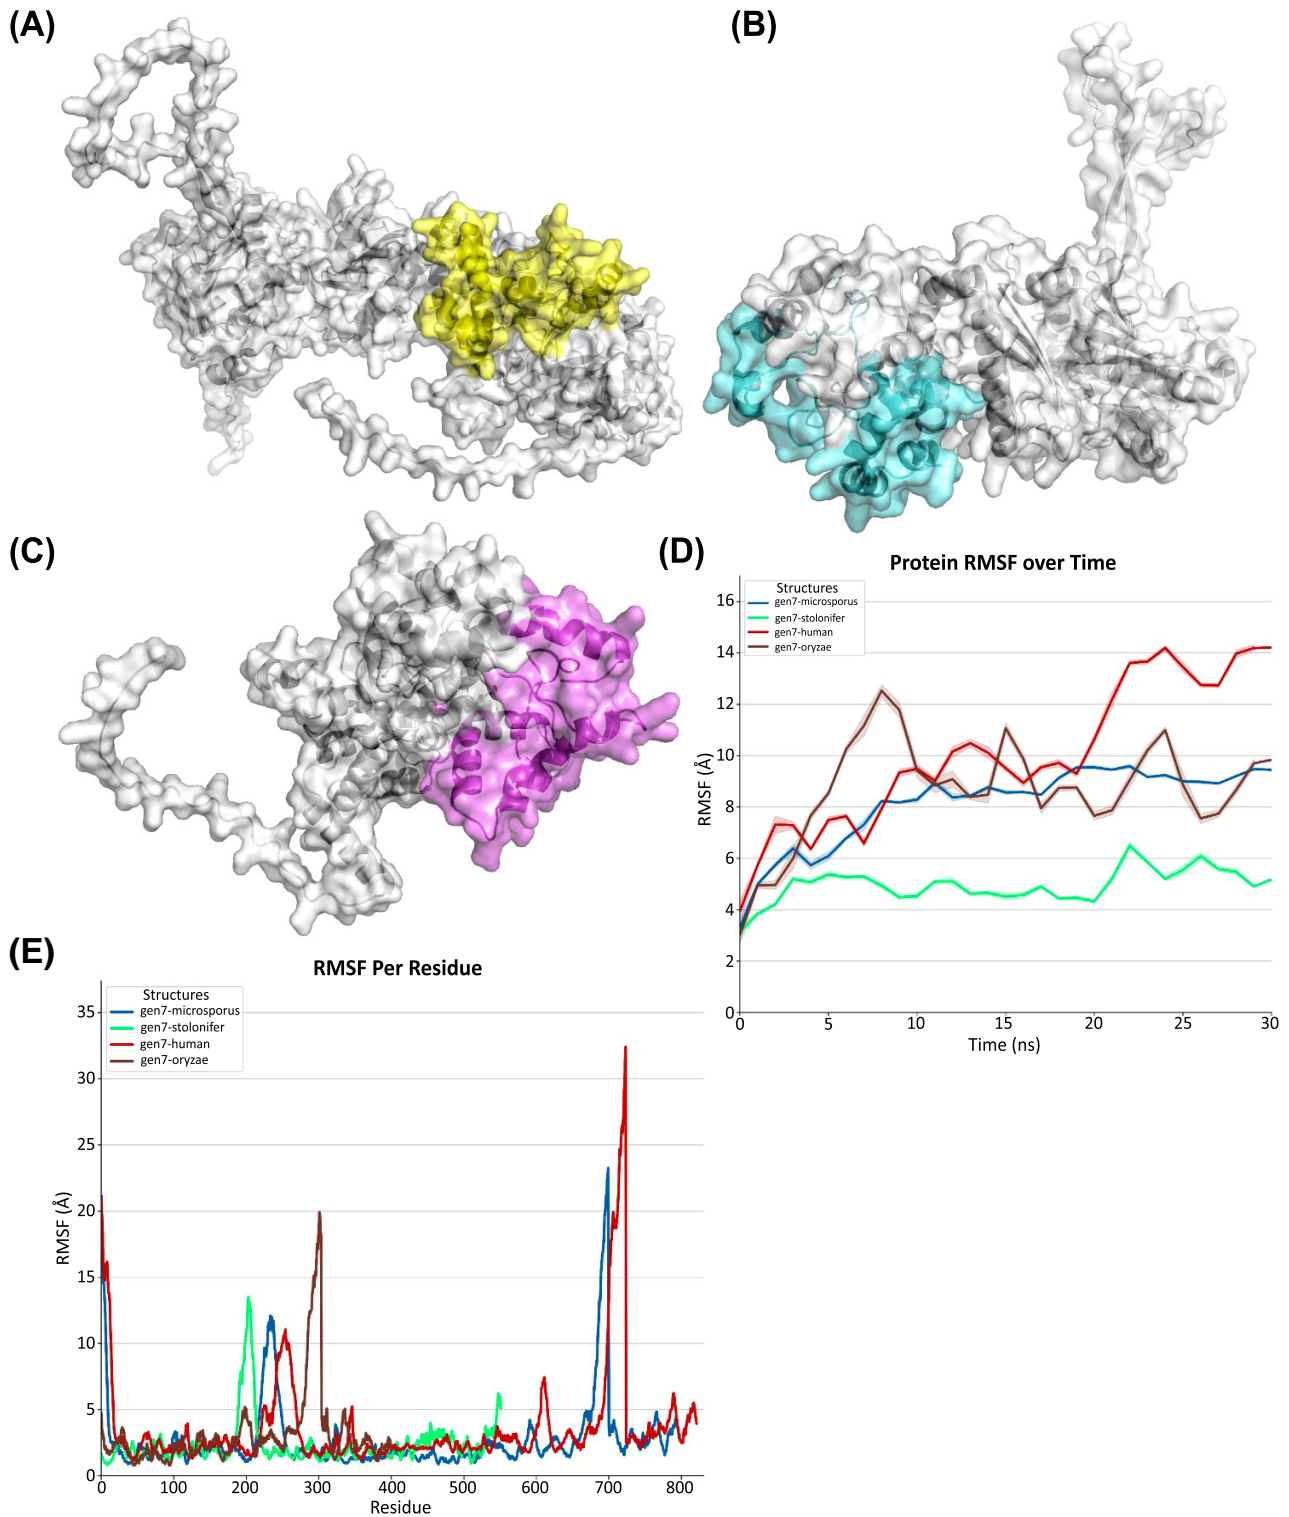 (A)
(B)
(C)
(D)
Protein RMSF over Time
Structures
gen7-microsporus
gen7-stolonifer
gen7-human
gen7-oryzae
16
14
12
10
8
6
4
2
0
RMSF (Å)
0 5 10 15 20 25 30
Time (ns)
(E)
RMSF Per Residue
Structures
gen7-microsporus
gen7-stolonifer
gen7-human
gen7-oryzae
35
30
25
20
15
10
5
0
RMSF (Å)
0 100 200 300 400 500 600 700 800
Residue